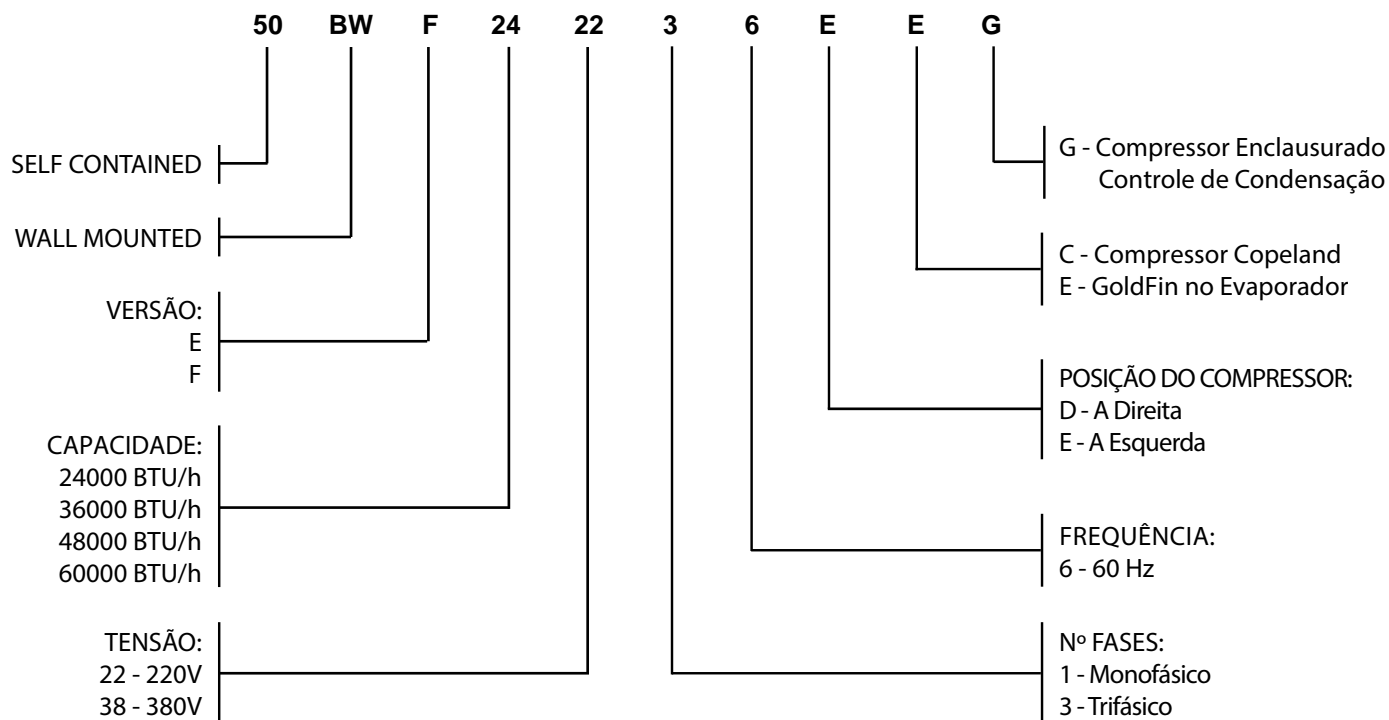 50 BW F 24 22 3 6 E E G
SELF CONTAINED
WALL MOUNTED
VERSÃO:
E
F
CAPACIDADE:
24000 BTU/h
36000 BTU/h
48000 BTU/h
60000 BTU/h
TENSÃO:
22 - 220V
38 - 380V
G - Compressor Enclausurado
Controle de Condensação
C - Compressor Copeland
E - GoldFin no Evaporador
POSIÇÃO DO COMPRESSOR:
D - A Direita
E - A Esquerda
FREQUÊNCIA:
6 - 60 Hz
Nº FASES:
1 - Monofásico
3 - Trifásico